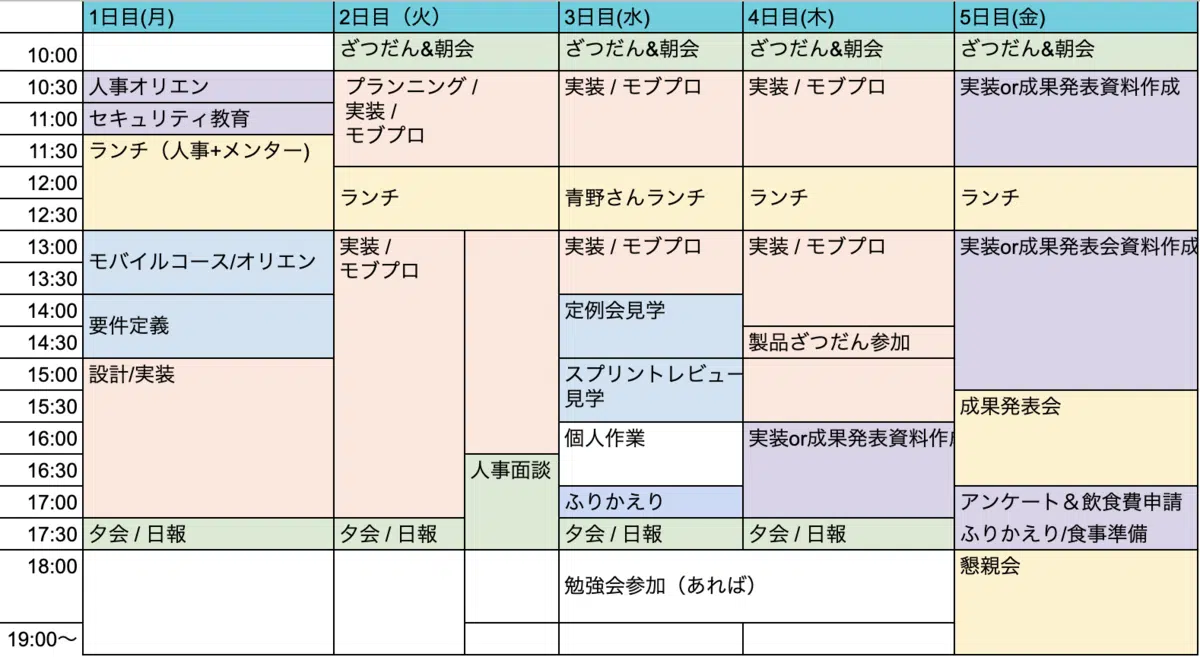 1日目(月) 2日目（火） 3日目(水) 4日目(木) 5日目(金)
10:00 ざつだん&朝会 ざつだん&朝会 ざつだん&朝会 ざつだん&朝会
10:30 人事オリエン プランニング / 実装 / モブプロ 実装 / モブプロ 実装or成果発表資料作成
実装 /
11:00 セキュリティ教育
モブプロ
11:30 ランチ（人事+メンター)
12:00
ランチ 青野さんランチ ランチ ランチ
12:30
13:00 実装 / 実装 / モブプロ 実装 / モブプロ 実装or成果発表会資料作成
モバイルコース/オリエン モブプロ
13:30
14:00 定例会見学
要件定義
14:30 製品ざつだん参加
15:00 設計/実装 スプリントレビュー
見学
15:30 成果発表会
16:00 個人作業 実装or成果発表資料作
16:30 人事面談
17:00 ふりかえり アンケート＆飲食費申請
17:30 夕会 / 日報 夕会 / 日報 夕会 / 日報 夕会 / 日報 ふりかえり/食事準備
18:00 懇親会
勉強会参加（あれば）
19:00〜